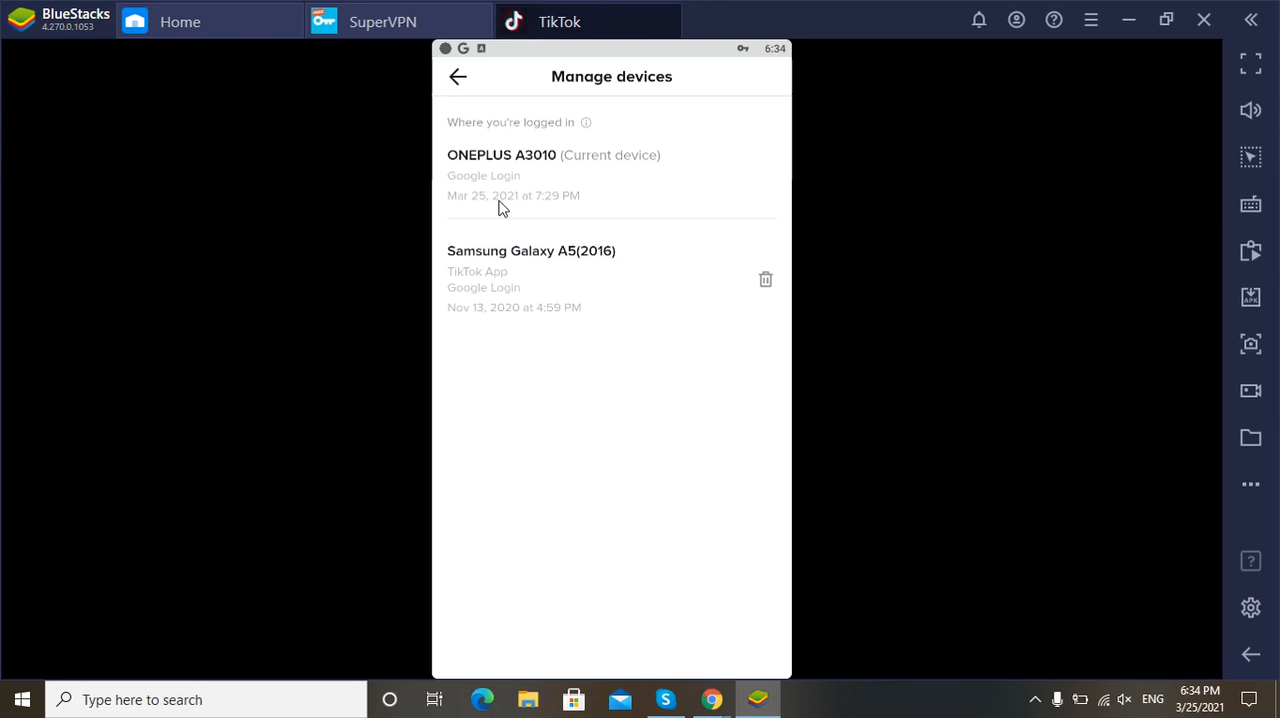 BlueStacks
4.270.0.1053
Home
SuperVPN
TikTok
6:34
Manage devices
Where you're logged in
ONEPLUS A3010 (Current device)
Google Login
Mar 25, 2021 at 7:29 PM
Samsung Galaxy A5(2016)
TikTok App
Google Login
Nov 13, 2020 at 4:59 PM
Type here to search
ENG
6:34 PM
3/25/2021